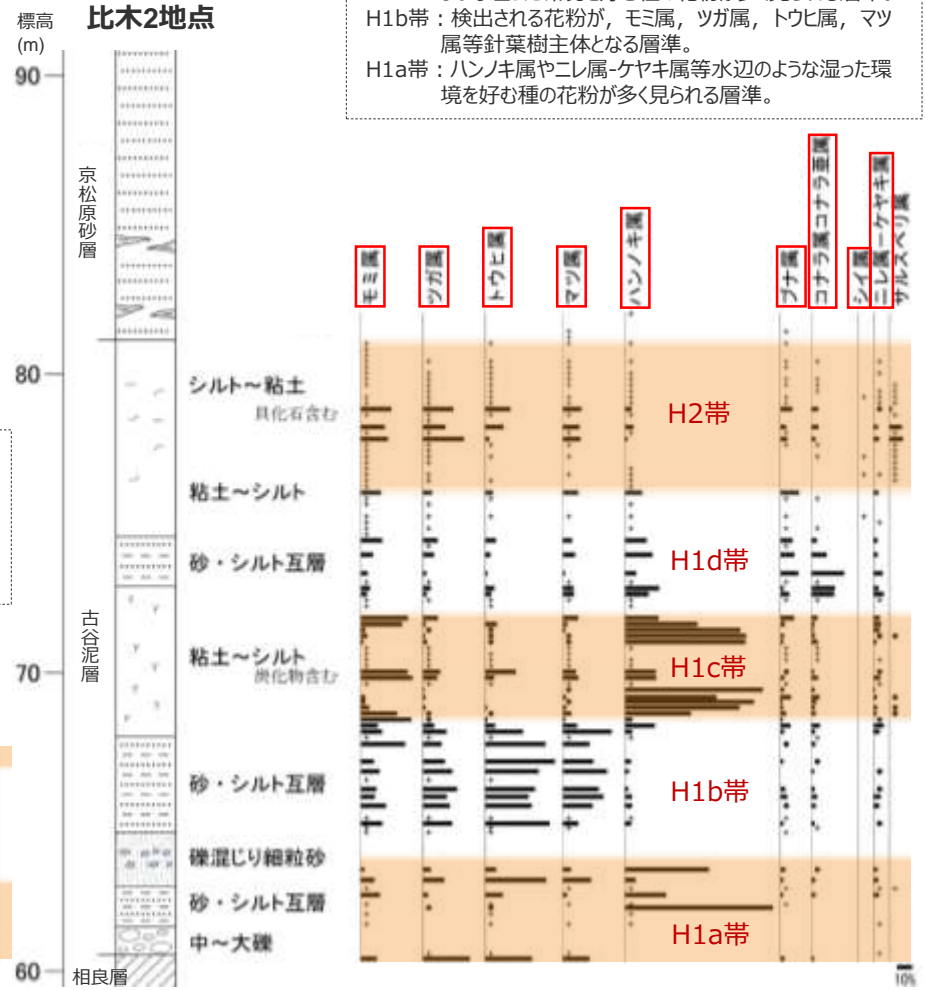 標高
(m)
比木2地点
H1b帯：検出される花粉が，モミ属，ツガ属，トウヒ属，マツ
属等針葉樹主体となる層準。
H1a帯：ハンノキ属やニレ属-ケヤキ属等水辺のような湿った環
境を好む種の花粉が多く見られる層準。
90
80
70
60
京松原砂層
古谷泥層
相良層
シルト～粘土
貝化石含む
粘土～シルト
砂・シルト互層
粘土～シルト
炭化物含む
砂・シルト互層
礫混じり細粒砂
砂・シルト互層
中～大礫
モミ属
ツガ属
トウヒ属
マツ属
ハンノキ属
ブナ属
コナラ属コナラ亜属
シイ属
ニレ属ーケヤキ属
サルスベリ属
H2帯
H1d帯
H1c帯
H1b帯
H1a帯
10%